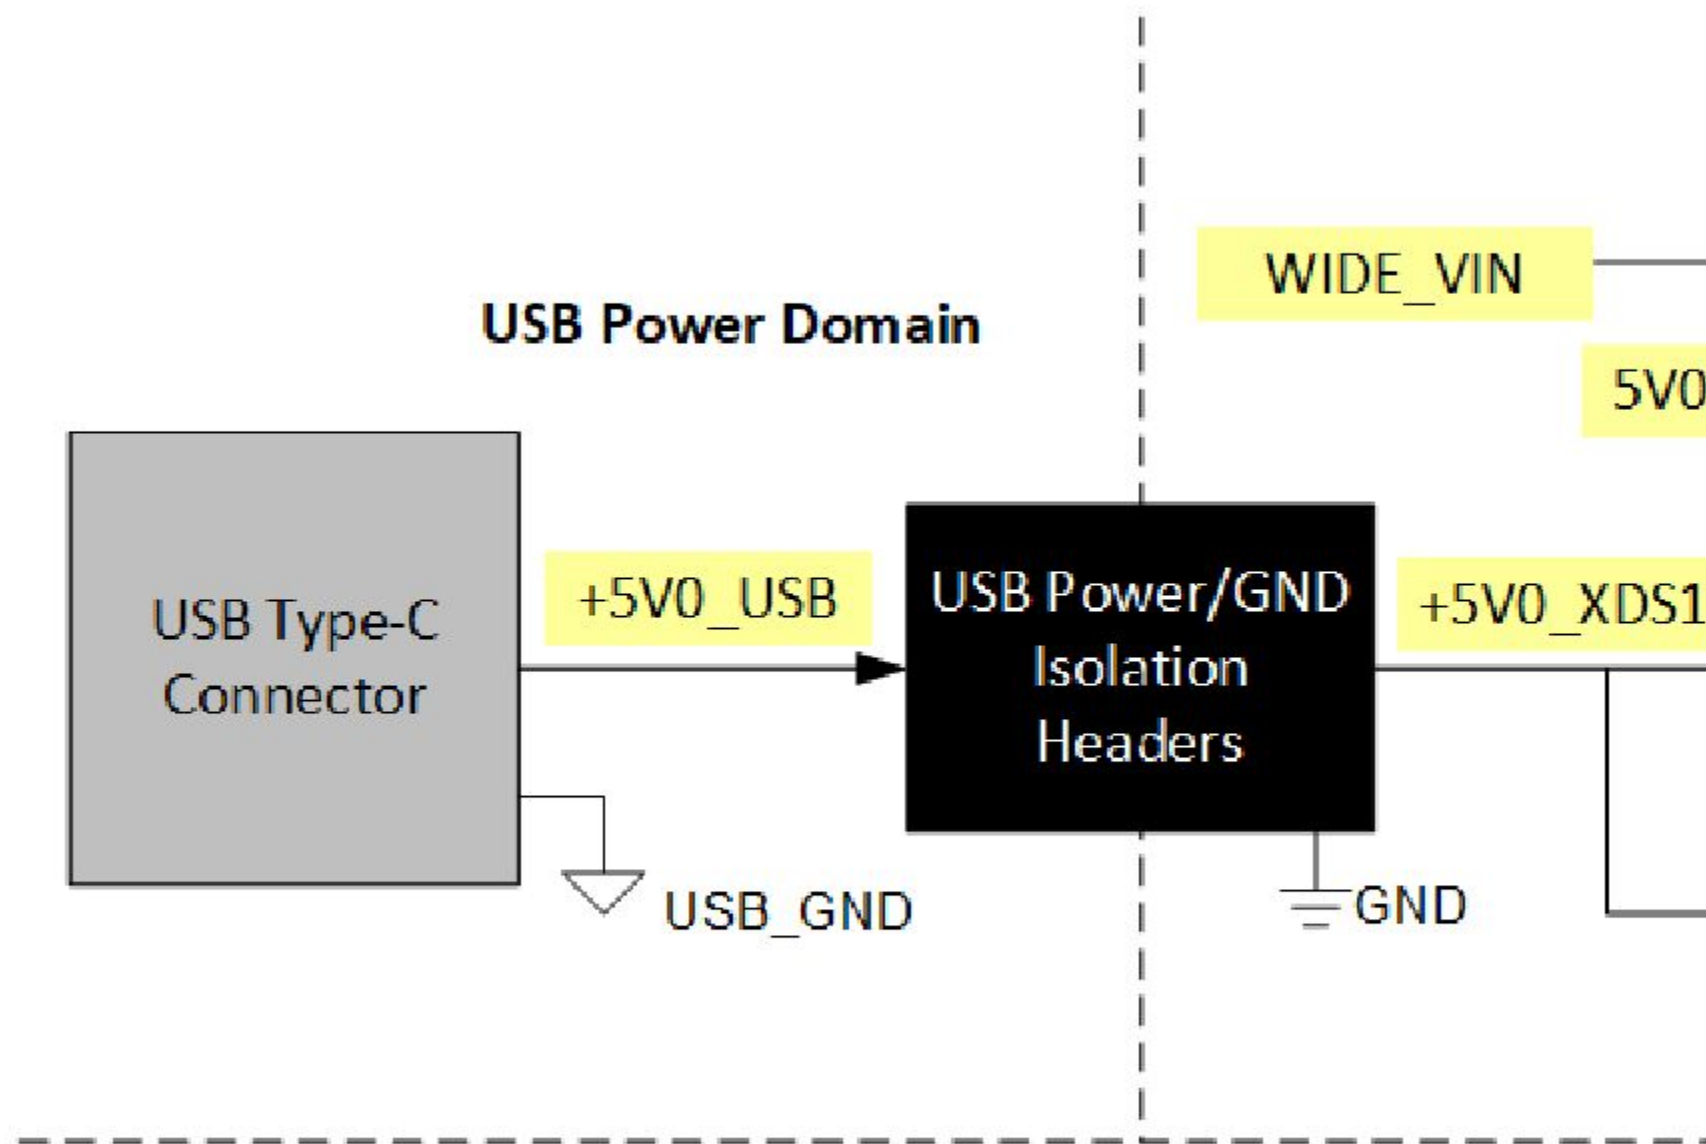 WIDE_VIN
USB Power Domain
5V0
+5V0_USB
USB Type-C
Connector
USB Power/GND
Isolation
Headers
+5V0_XDS1
USB_GND
GND